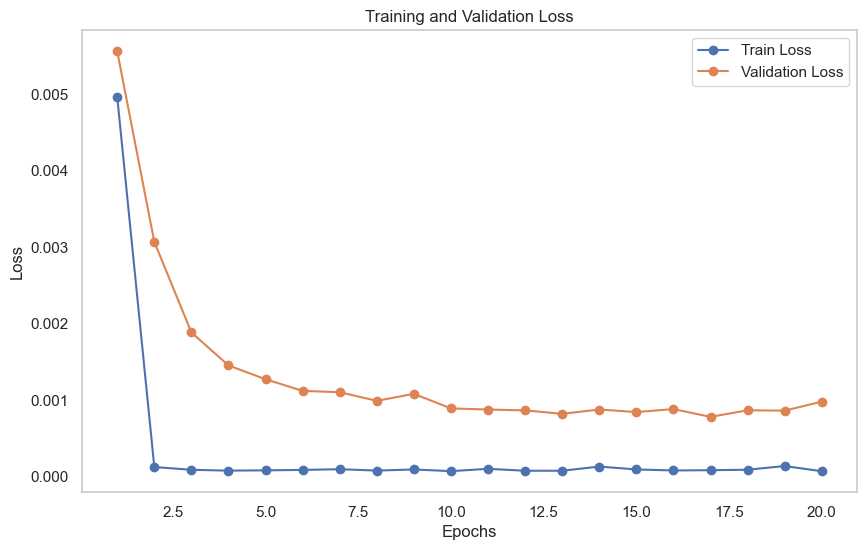 Training and Validation Loss
Train Loss
Validation Loss
0.005
0.004
0.003
0.002
0.001
0.000
Loss
2.5 5.0 7.5 10.0 12.5 15.0 17.5 20.0
Epochs